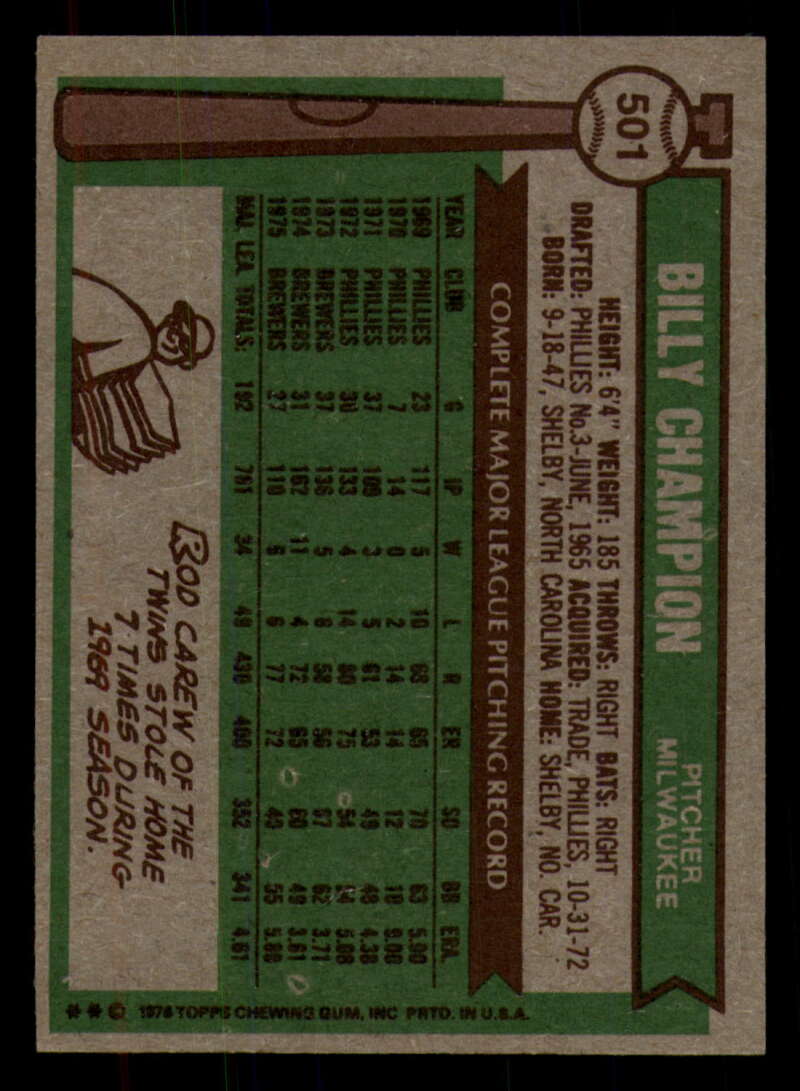 501
BILLY CHAMPION
PITCHER
MILWAUKEE
HEIGHT: 6'4" WEIGHT: 185 THROWS: RIGHT BATS: RIGHT
DRAFTED: PHILLIES No.3-JUNE, 1965 ACQUIRED: TRADE, PHILLIES, 10-31-72
BORN: 9-18-47, SHELBY, NORTH CAROLINA HOME: SHELBY, NO. CAR.
COMPLETE MAJOR LEAGUE PITCHING RECORD
YEAR CLUB G IP W L R ER SO BB ERA
1969 PHILLIES 23 117 5 10 68 65 70 63 5.00
1970 PHILLIES 7 14 0 2 14 14 12 10 9.00
1971 PHILLIES 37 109 3 5 61 53 49 48 4.38
1972 PHILLIES 30 133 4 14 80 75 54 54 5.08
1973 BREWERS 37 136 5 8 58 56 67 62 3.71
1974 BREWERS 31 162 11 4 72 65 60 49 3.61
1975 BREWERS 27 110 6 6 77 72 40 55 5.89
MAJ. LEA. TOTALS: 192 781 34 49 430 400 352 341 4.61
ROD CAREW OF THE
TWINS STOLE HOME
7 TIMES DURING
1969 SEASON.
** © 1976 TOPPS CHEWING GUM, INC PRTD. IN U.S.A.